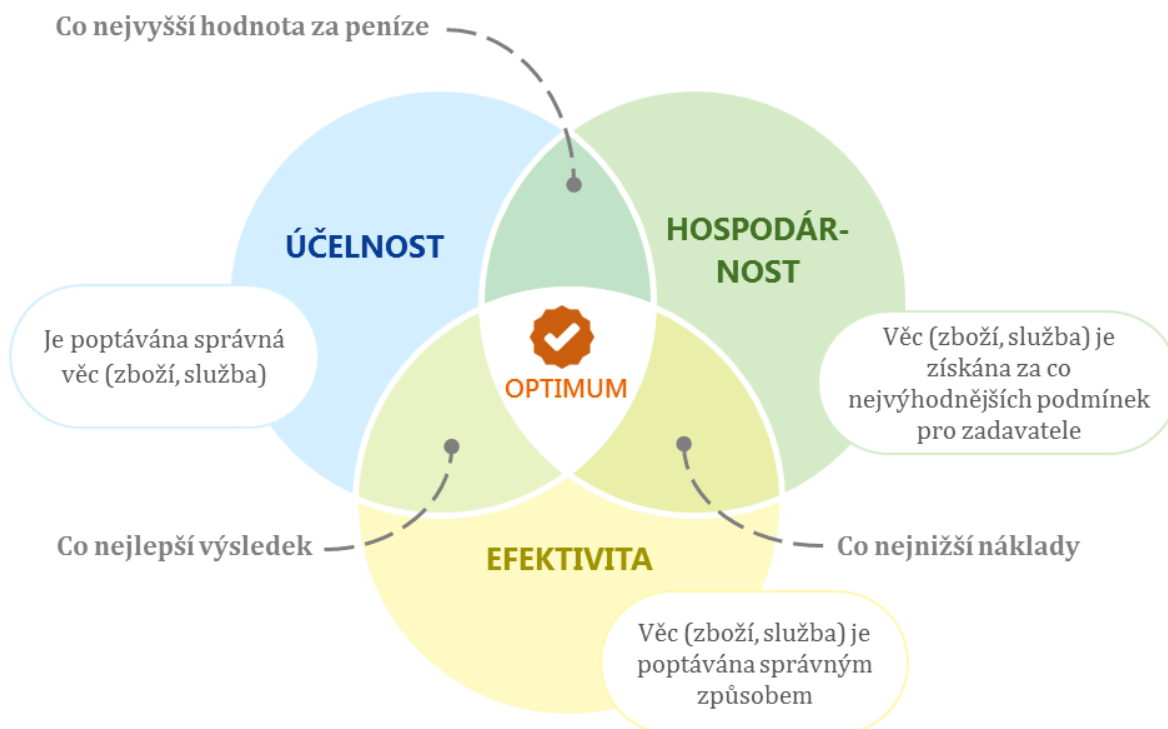 Co nejvyšší hodnota za peníze
ÚČELNOST
HOSPODÁR-
NOST
Je poptávána správná
věc (zboží, služba)
OPTIMUM
Věc (zboží, služba) je
získána za co
nejvýhodnějších podmínek
pro zadavatele
Co nejlepší výsledek
EFEKTIVITA
Co nejnižší náklady
Věc (zboží, služba) je
poptávána správným
způsobem